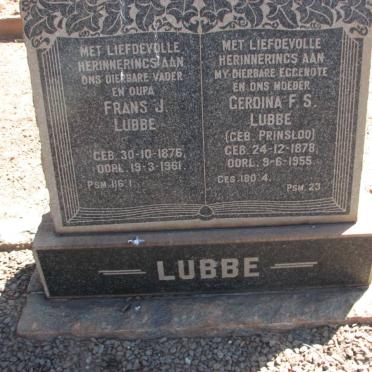 MET LIEFDEVOLLE
HERINNERINGS AAN
ONS DIERBARE VADER
EN OUPA
FRANS J.
LUBBE
GEB. 30-10-1876,
OORL. 19-3-1961.
PSM. 116:1.
MET LIEFDEVOLLE
HERINNERINGS AAN
MY DIERBARE EGGENOTE
EN ONS MOEDER
GERDINA F. S.
LUBBE
(GEB. PRINSLOO)
GEB. 24-12-1878,
OORL. 9-6-1955.
GES. 180:4.
PSM. 23
LUBBE